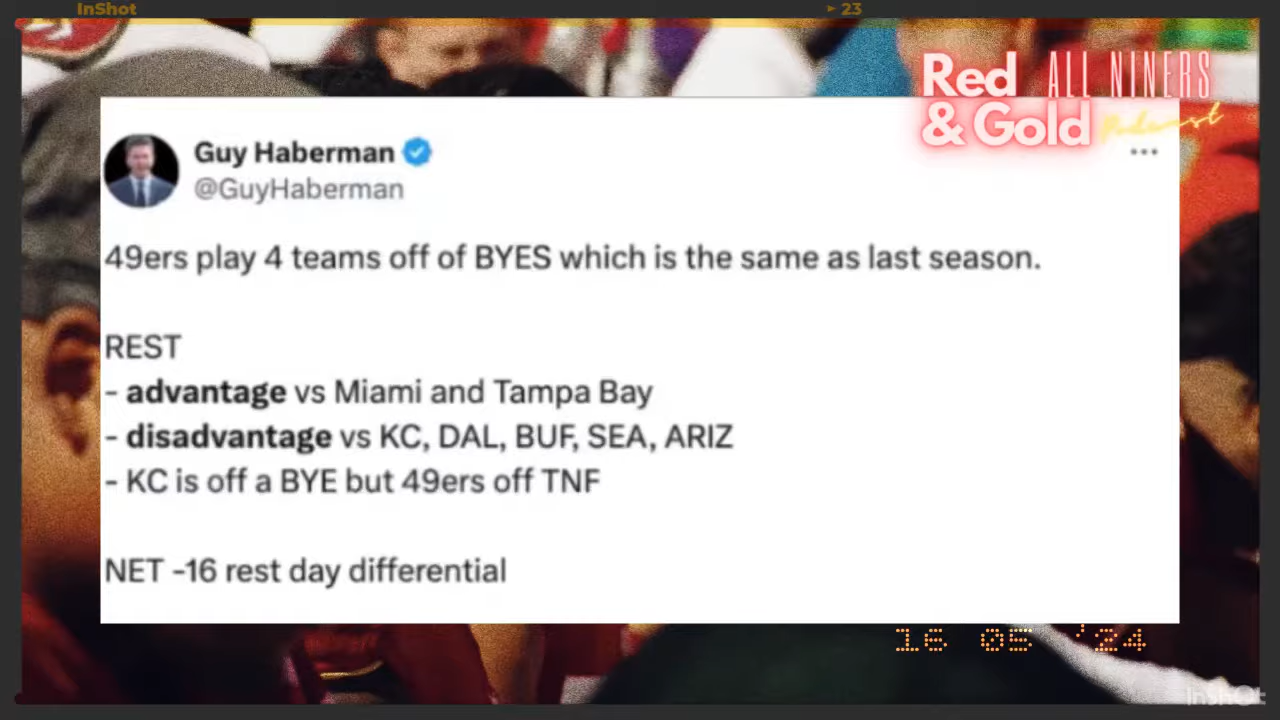 InShot
► 23
Red
& Gold
ALL NINERS
Podcast
Guy Haberman
@GuyHaberman
...
49ers play 4 teams off of BYES which is the same as last season.
REST
- advantage vs Miami and Tampa Bay
- disadvantage vs KC, DAL, BUF, SEA, ARIZ
- KC is off a BYE but 49ers off TNF
NET -16 rest day differential
16 05 '24
InShOt